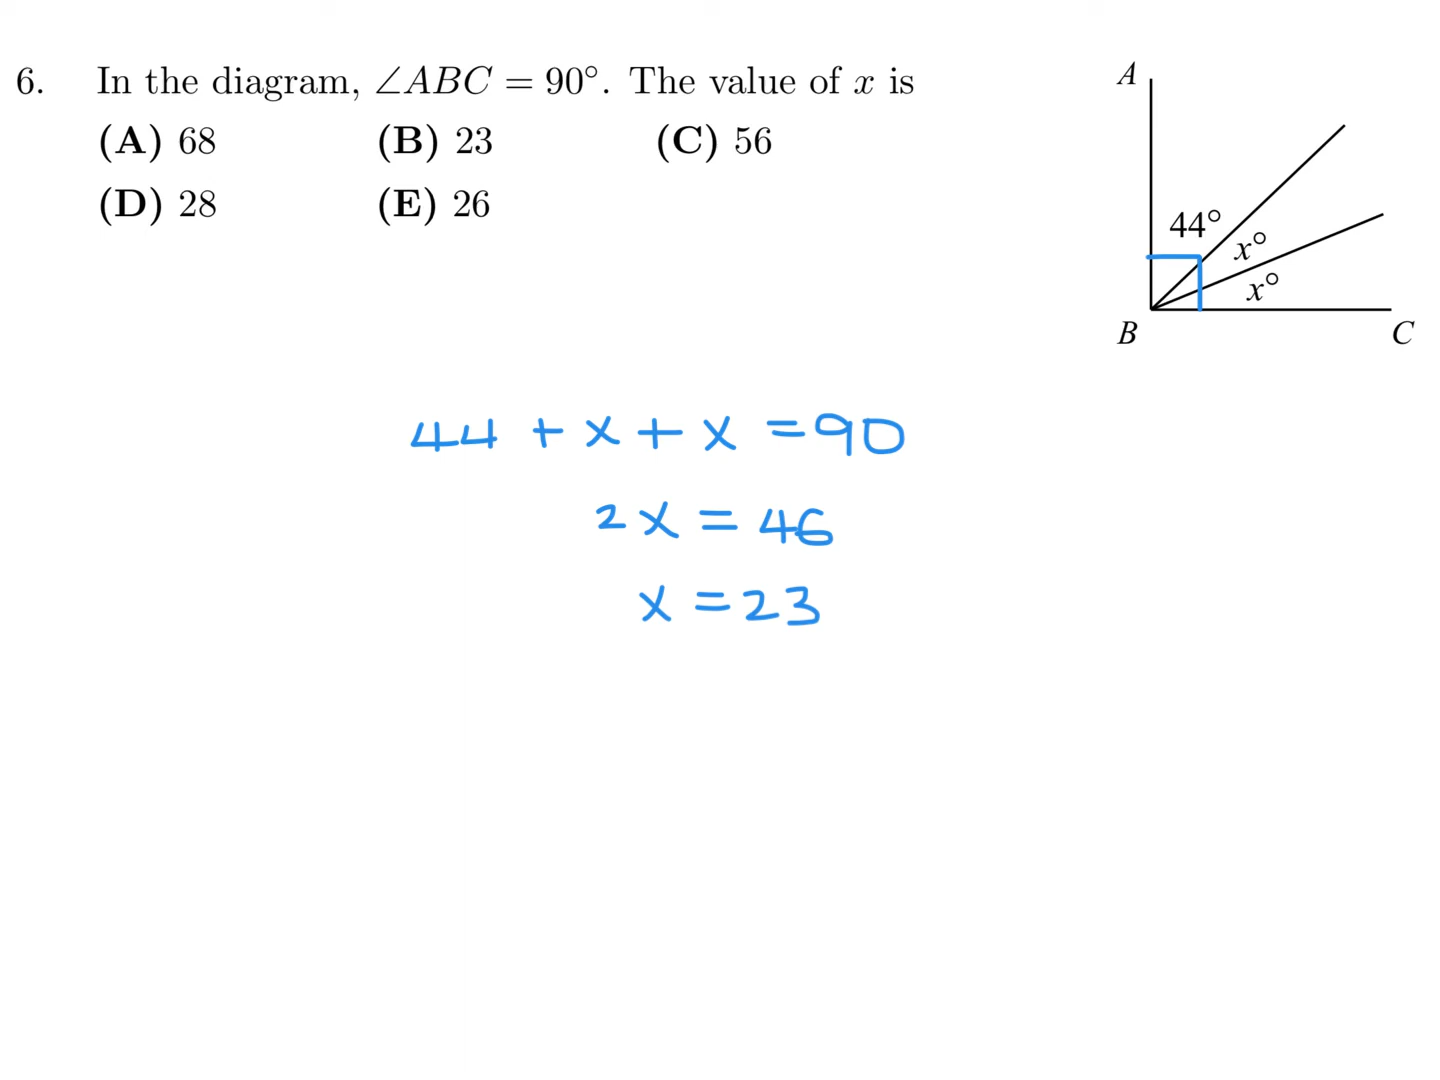 6. In the diagram, ∠ABC = 90°. The value of x is
(A) 68 (B) 23 (C) 56
(D) 28 (E) 26
A
44°
x°
x°
B C
44 + x + x = 90
2x = 46
x = 23